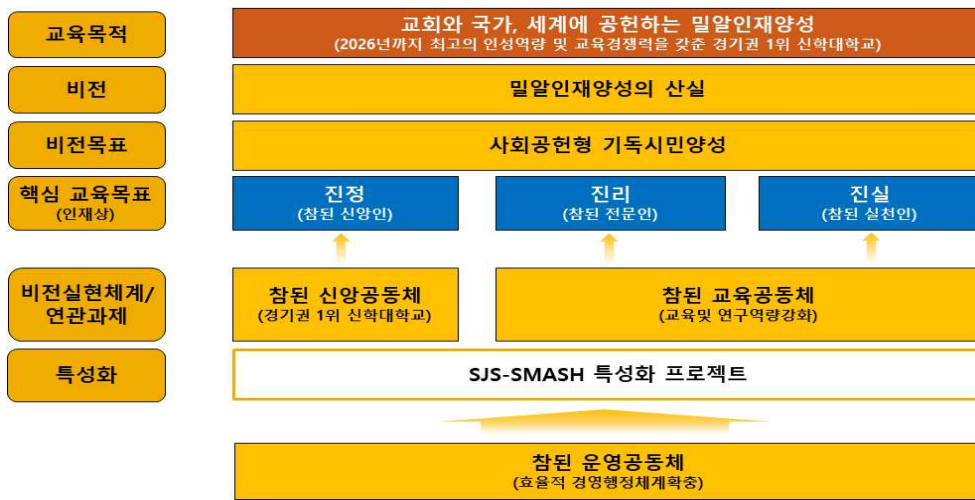 교육목적
교회와 국가, 세계에 공헌하는 밀알인재양성
(2026년까지 최고의 인성역량 및 교육경쟁력을 갖춘 경기권 1위 신학대학교)
비전
밀알인재양성의 산실
비전목표
사회공헌형 기독시민양성
핵심 교육목표
(인재상)
진정
(참된 신앙인)
진리
(참된 전문인)
진실
(참된 실천인)
비전실현체계/
연관과제
참된 신앙공동체
(경기권 1위 신학대학교)
참된 교육공동체
(교육및 연구역량강화)
특성화
SJS-SMASH 특성화 프로젝트
참된 운영공동체
(효율적 경영행정체계확충)